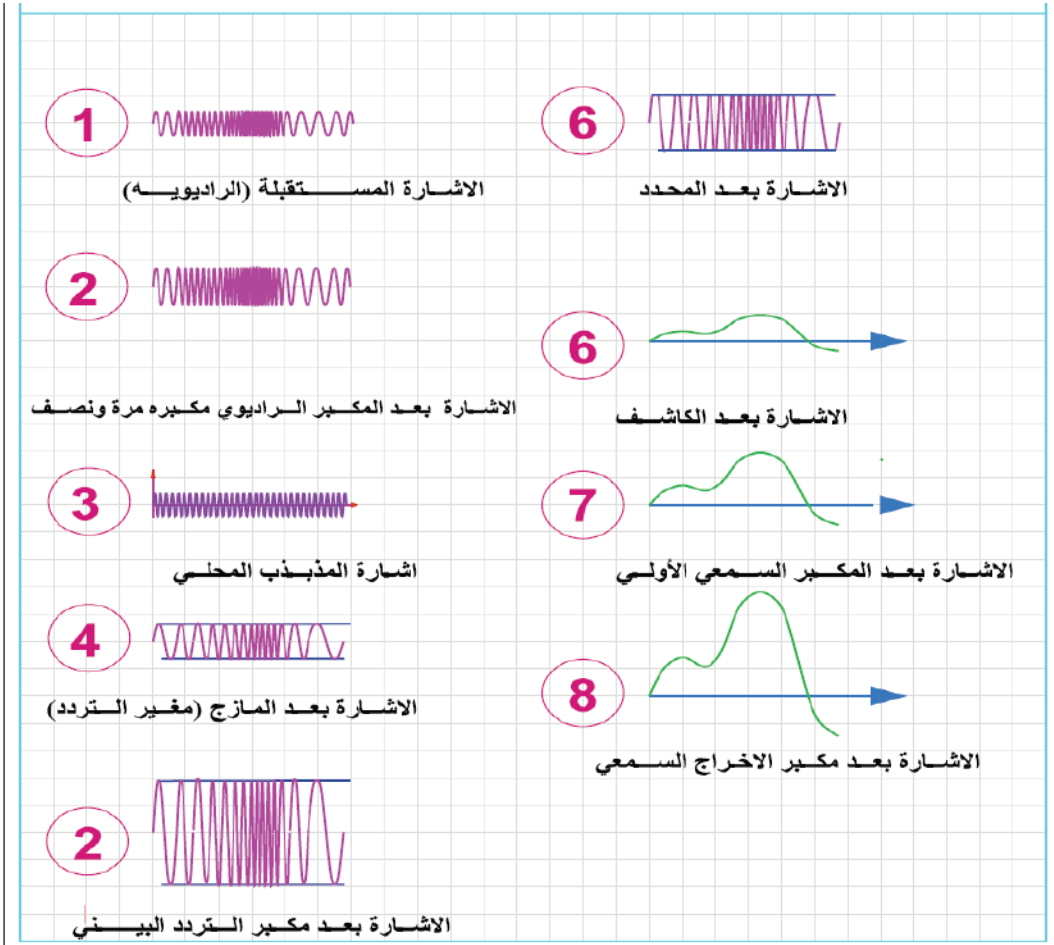 1
الاشارة المستقبلة (الراديويه)
2
الاشارة بعد المكبر الراديوي مكبره مرة ونصف
3
اشارة المذبذب المحلي
4
الاشارة بعد المازج (مغير التردد)
2
الاشارة بعد مكبر التردد البيني
6
الاشارة بعد المحدد
6
الاشارة بعد الكاشف
7
الاشارة بعد المكبر السمعي الأولي
8
الاشارة بعد مكبر الاخراج السمعي